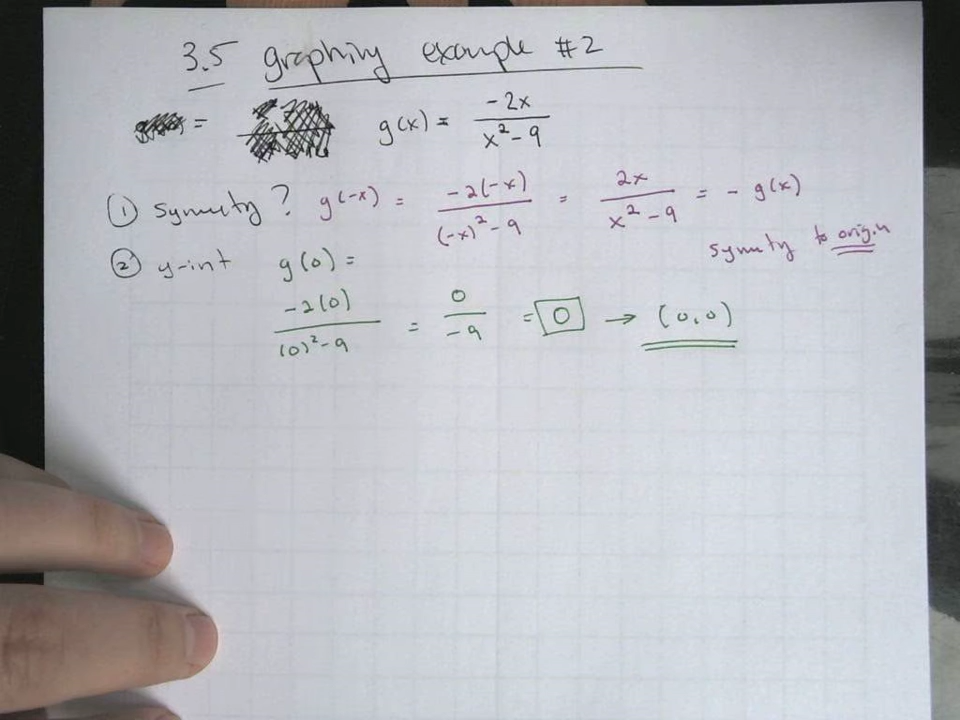 3.5 graphing example #2
= g(x) = -2x / x² - 9
① symmetry? g(-x) = -2(-x) / (-x)² - 9 = 2x / x² - 9 = - g(x)
symmetry to origin
② y-int g(0) =
-2(0) / (0)² - 9 = 0 / -9 = 0 → (0,0)